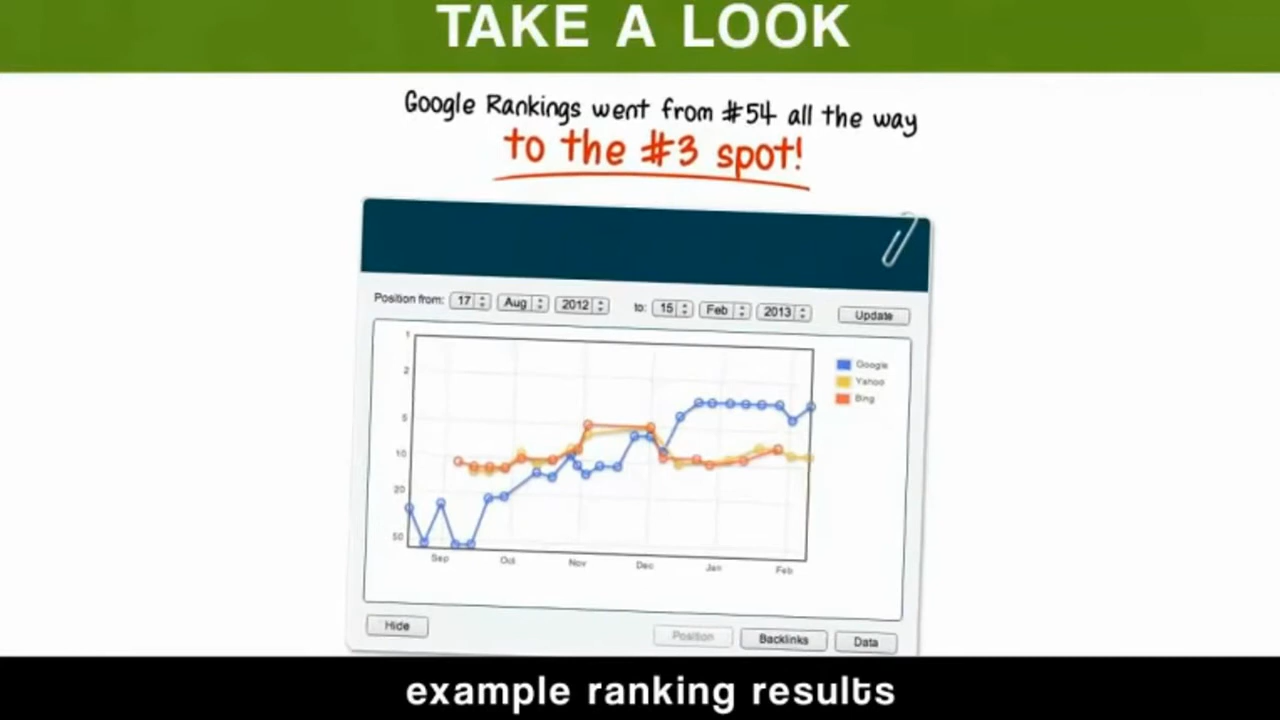 TAKE A LOOK
Google Rankings went from #54 all the way
to the #3 spot!
Position from: 17 Aug 2012 to: 15 Feb 2013 Update
1
2
5
10
20
50
Sep Oct Nov Dec Jan Feb
Google
Yahoo
Bing
Hide Position Backlinks Data
example ranking results